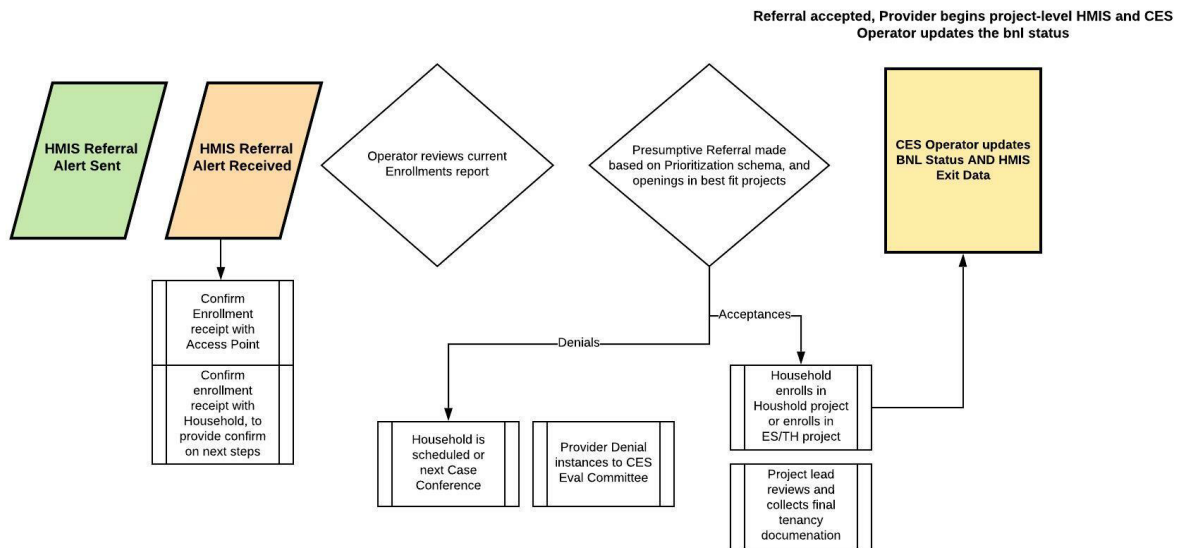 Referral accepted, Provider begins project-level HMIS and CES
Operator updates the bnl status
HMIS Referral
Alert Sent
HMIS Referral
Alert Received
Operator reviews current
Enrollments report
Presumptive Referral made
based on Prioritization schema, and
openings in best fit projects
CES Operator updates
BNL Status AND HMIS
Exit Data
Confirm
Enrollment
receipt with
Access Point
Confirm
enrollment
receipt with
Household, to
provide confirm
on next steps
Acceptances
Denials
Household is
scheduled or
next Case
Conference
Provider Denial
instances to CES
Eval Committee
Household
enrolls in
Houshold project
or enrolls in
ES/TH project
Project lead
reviews and
collects final
tenancy
documenation